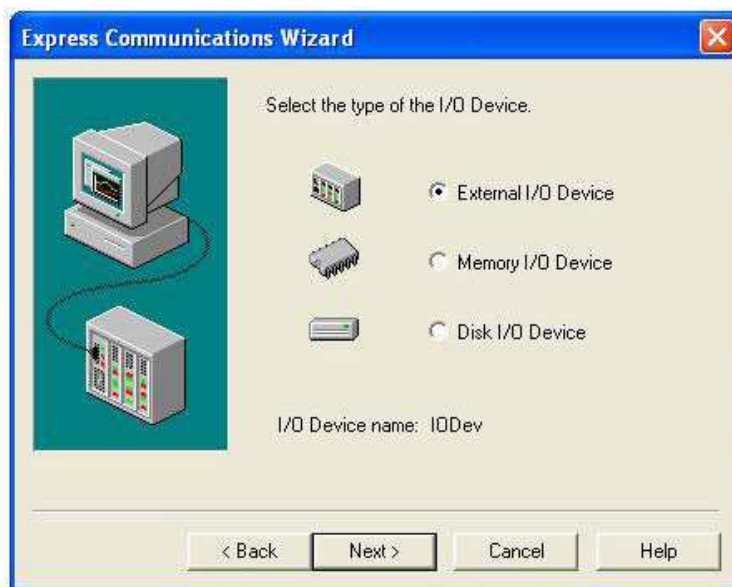 Express Communications Wizard
Select the type of the I/O Device.
External I/O Device
Memory I/O Device
Disk I/O Device
I/O Device name: IODev
< Back
Next >
Cancel
Help